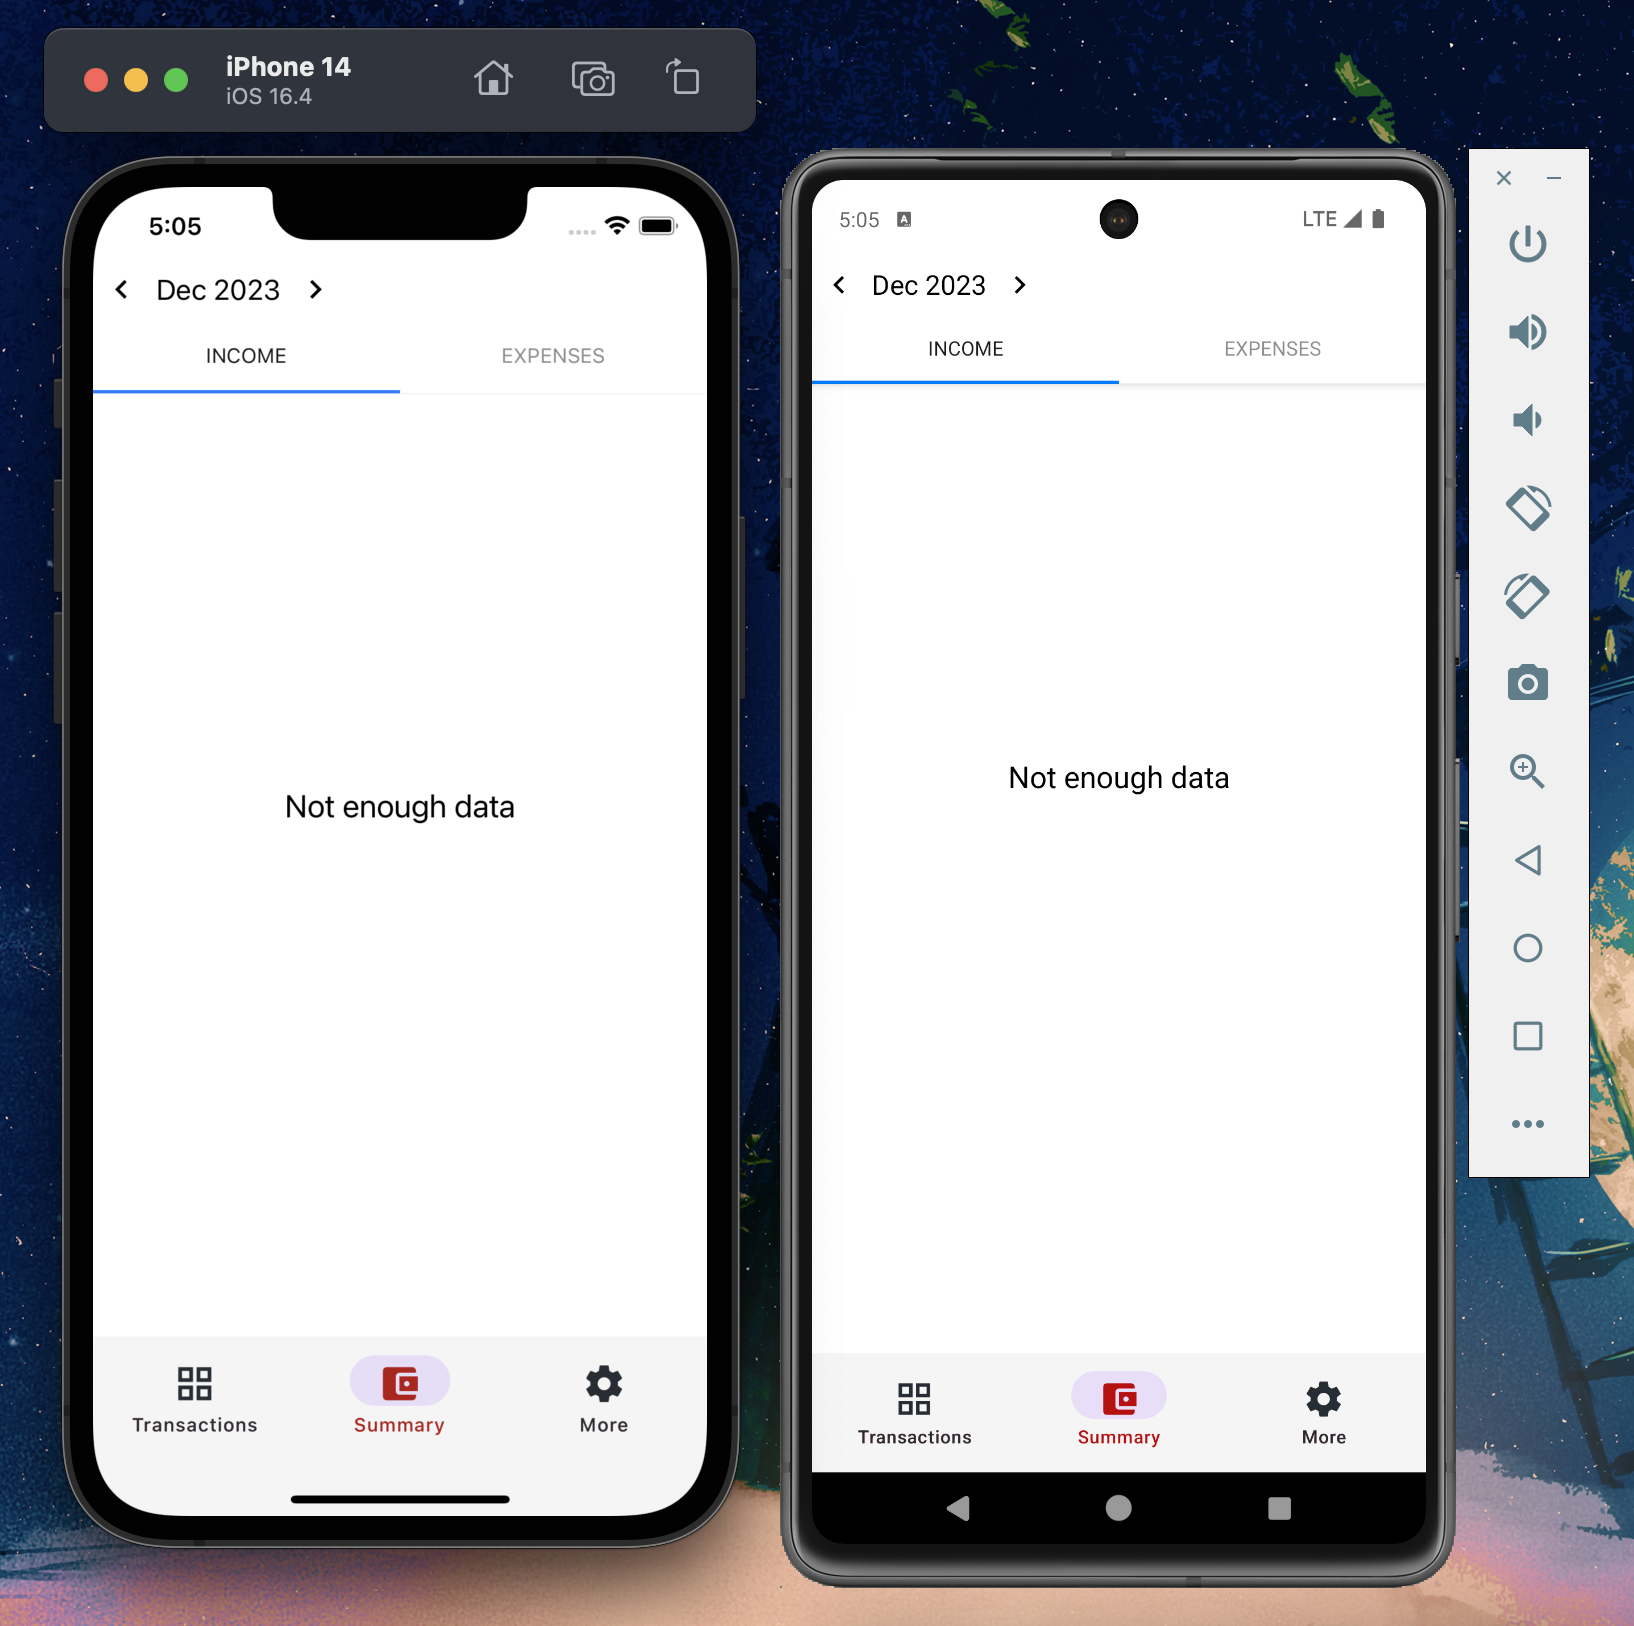 iPhone 14
iOS 16.4
5:05
Dec 2023
INCOME EXPENSES
Not enough data
Transactions Summary More
5:05 A LTE
Dec 2023
INCOME EXPENSES
Not enough data
Transactions Summary More